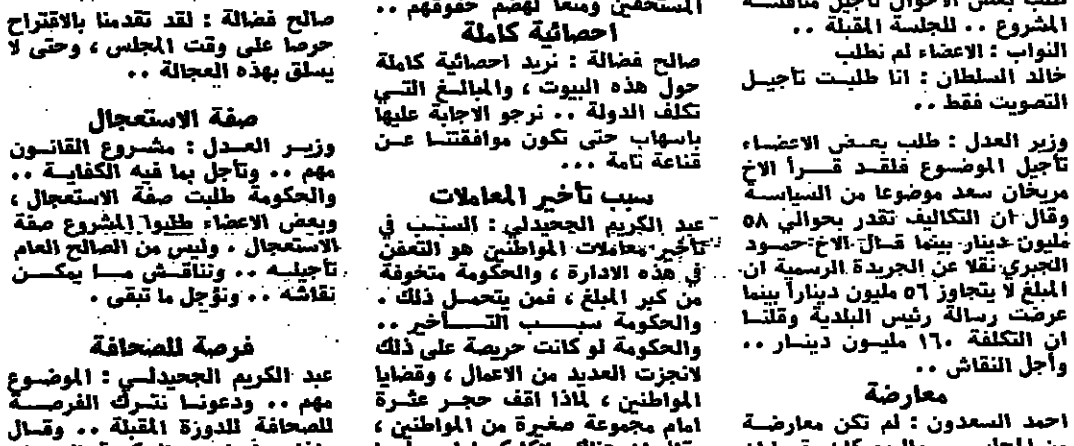 المشروع .. للجلسة المقبلة ..
النواب : الاعضاء لم نطلب
خالد السلطان : انا طلبت تأجيل
التصويت فقط ..
وزير العدل : طلب بعض الاعضاء
تأجيل الموضوع فلقد قرأ الاخ
مريخان سعد موضوعا من السياسة
وقال ان التكاليف تقدر بحوالي ٥٨
مليون دينار بينما قال الاخ حمود
الجبري نقلا عن الجريدة الرسمية ان
المبلغ لا يتجاوز ٥٦ مليون دينارا بينما
عرضت رسالة رئيس البلدية وقلنا
ان التكلفة ١٦٠ مليون دينار ..
وأجل النقاش ..
معارضة
احمد السعدون : لم تكن معارضة
المستحقين ومنعا لهضم حقوقهم ..
احصائية كاملة
صالح فضالة : نريد احصائية كاملة
حول هذه البيوت ، والمبالغ التي
تكلف الدولة .. نرجو الاجابة عليها
باسهاب حتى تكون موافقتنا عن
قناعة تامة ...
سبب تأخير المعاملات
عبد الكريم الجحيدلي : السبب في
تأخير معاملات المواطنين هو التعفن
في هذه الادارة ، والحكومة متخوفة
من كبر المبلغ ، فمن يتحمل ذلك .
والحكومة سبب التأخير ..
والحكومة لو كانت حريصة على ذلك
لانجزت العديد من الاعمال ، وقضايا
المواطنين ، لماذا اقف حجر عثرة
امام مجموعة صغيرة من المواطنين ،
صالح فضالة : لقد تقدمنا بالاقتراح
حرصا على وقت المجلس ، وحتى لا
يسلق بهذه العجالة ..
صفة الاستعجال
وزير العدل : مشروع القانون
مهم .. وتأجل بما فيه الكفاية ..
والحكومة طلبت صفة الاستعجال ،
وبعض الاعضاء طلبوا للمشروع صفة
الاستعجال . وليس من الصالح العام
تأجيله .. ونناقش ما يمكن
نقاشه .. ونؤجل ما تبقى .
فرصة للصحافة
عبد الكريم الجحيدلي : الموضوع
مهم .. ودعونا نترك الفرصة
للصحافة للدورة المقبلة .. وقال